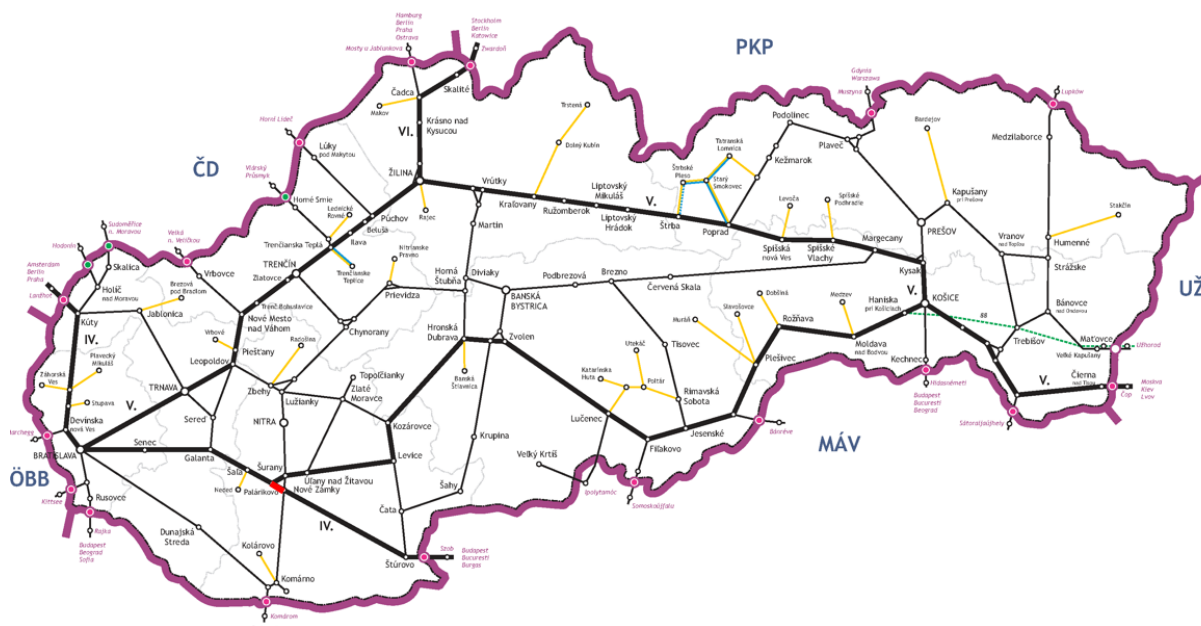 Hamburg
Berlin
Praha
Ostrava
Stockholm
Berlin
Katowice
Mosty u Jablunkova
Zwardoń
PKP
Gdynia
Warszawa
Muszyna
Łupków
Skalité
Čadca
Makov
Krásno nad
Kysucou
VI.
Horní Lideč
Lúky
pod Makytou
ČD
Vlárský
Průsmyk
Horné Srnie
Lednické
Rovné
Púchov
Beluša
Ilava
ŽILINA
Rajec
Vrútky
Martin
Kraľovany
Trstená
Dolný Kubín
Ružomberok
Liptovský
Mikuláš
Liptovský
Hrádok
V.
Štrba
Štrbské
Pleso
Starý
Smokovec
Tatranská
Lomnica
Poprad
Kežmarok
Podolínec
Plaveč
Bardejov
Medzilaborce
Kapušany
pri Prešove
Stakčín
Humenné
Strážske
Vranov
nad Topľou
PREŠOV
Levoča
Spišské
Podhradie
Spišská
nová Ves
Spišské
Vlachy
Margecany
Kysak
V.
KOŠICE
Haniska
pri Košiciach
88
Trebišov
Bánovce
nad Ondavou
Maťovce
Veľké Kapušany
Užhorod
UŽ
Čierna
nad Tisou
Čop
Moskva
Kiev
Lvov
V.
Sátoraljaújhely
Kechnec
Hidasnémeti
Budapest
Bucuresti
Beograd
Sudoměřice
n. Moravou
Hodonín
Velká
n. Veličkou
Vrbovce
Amsterdam
Berlin
Praha
Lanžhot
Skalica
Holíč
nad Moravou
Brezová
pod Bradlom
Jablonica
Kúty
IV.
Trenčianska Teplá
Trenčianske
Teplice
TRENČÍN
Zlatovce
Trenč.Bohuslavice
Nové Mesto
nad Váhom
Vrbové
Piešťany
Leopoldov
Nitrianske
Pravno
Prievidza
Chynorany
Radošina
Zbehy
Topoľčianky
Zlaté
Moravce
Lužianky
NITRA
Horná
Štubňa
Diviaky
BANSKÁ
BYSTRICA
Podbrezová
Brezno
Červená Skala
Hronská
Dubrava
Zvolen
Banská
Štiavnica
Kozárovce
Levice
Krupina
Šahy
Čata
Plavecký
Mikuláš
Záhorská
Ves
Stupava
TRNAVA
V.
Sereď
Devínska
nová Ves
BRATISLAVA
Senec
Galanta
Šaľa
Neded
Palárikovo
Šurany
Nové Zámky
Úľany nad Žitavou
IV.
Štúrovo
Szob
Budapest
Bucuresti
Burgas
ÖBB
Kittsee
Rusovce
Rajka
Budapest
Beograd
Sofia
Dunajská
Streda
Kolárovo
Komárno
Komárom
Katarínska
Huta
Utekáč
Poltár
Lučenec
Veľký Krtíš
Ipolytarnóc
Fiľakovo
Somoskőújfalu
Rimavská
Sobota
Jesenské
Tisovec
Muráň
Slavošovce
Dobšiná
Rožňava
Plešivec
Medzev
Moldava
nad Bodvou
Bánréve
MÁV